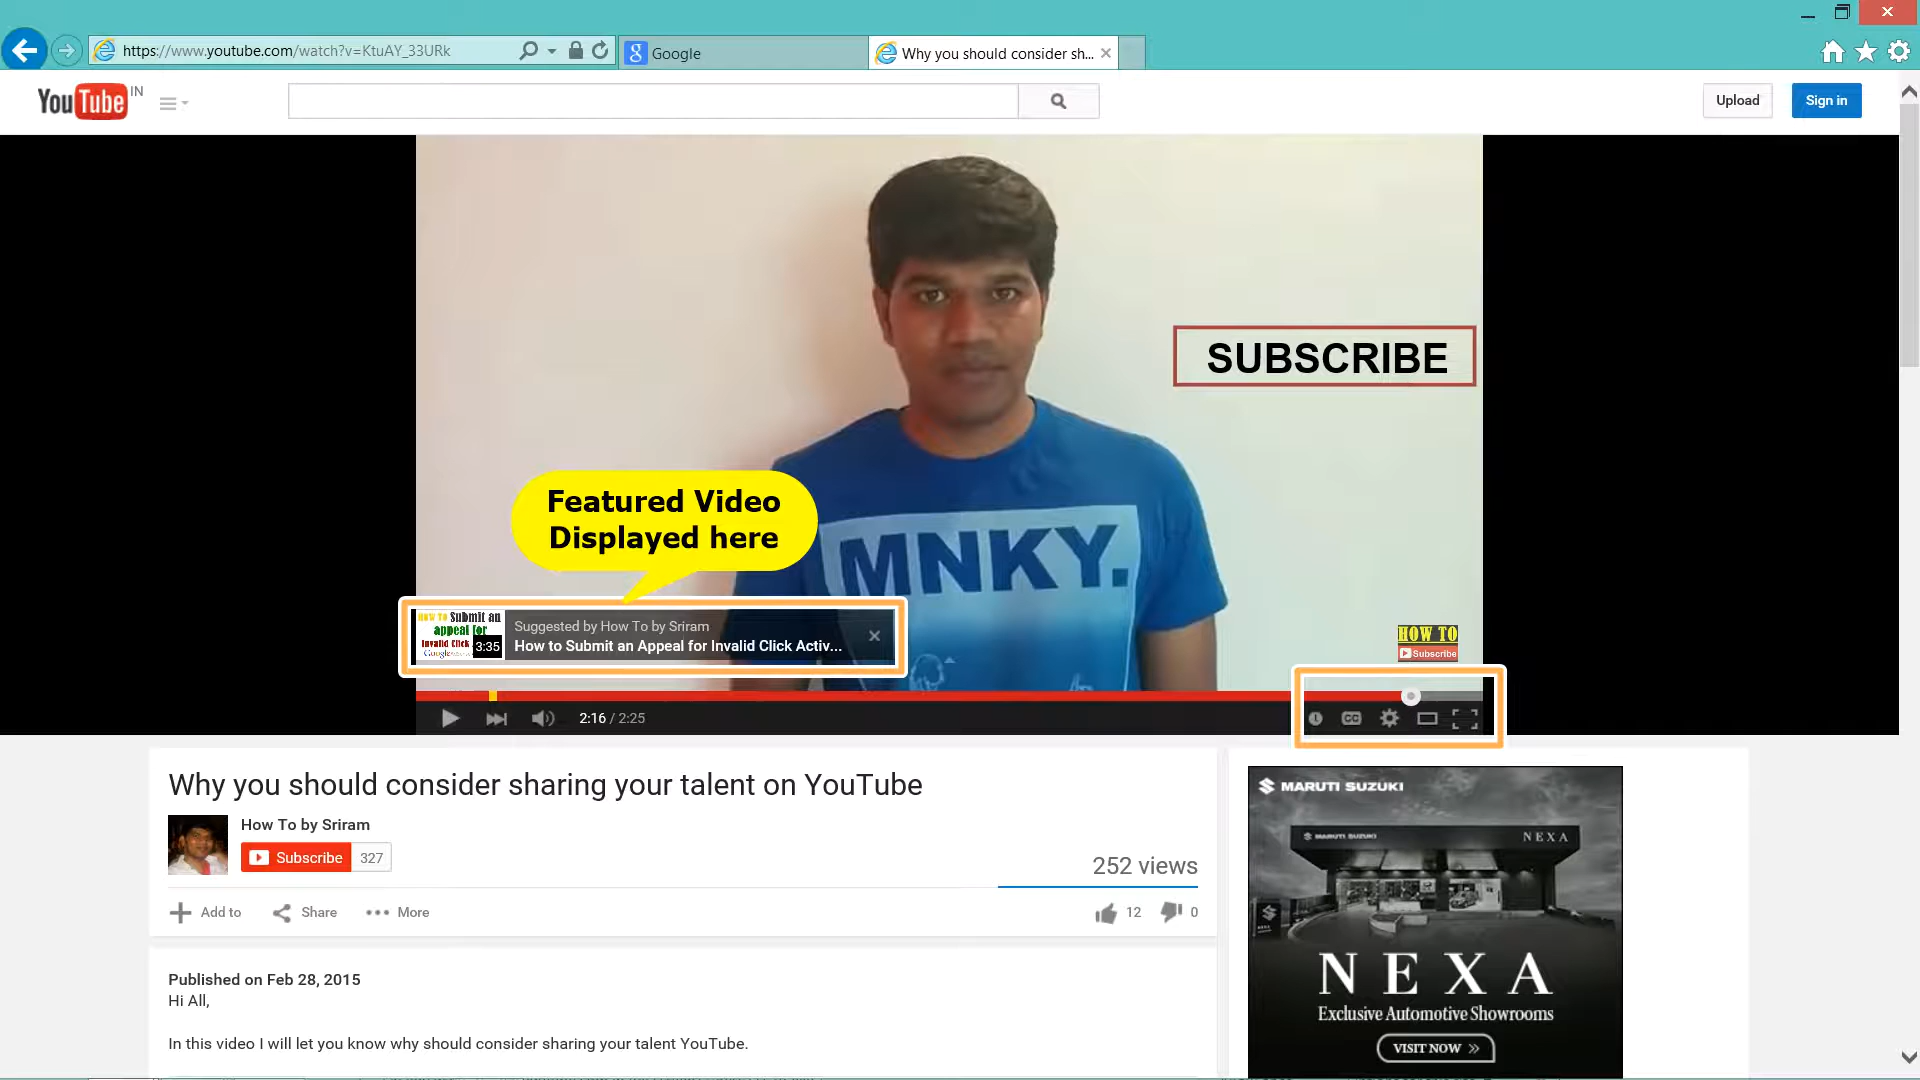 https://www.youtube.com/watch?v=KtuAY_33URk
Google
Why you should consider sh...
YouTube IN
Upload
Sign in
SUBSCRIBE
Featured Video
Displayed here
MNKY.
How to Submit an
appeal for
Invalid Click
Google
3:35
Suggested by How To by Sriram
How to Submit an Appeal for Invalid Click Activ...
HOW TO
Subscribe
2:16 / 2:25
CC
Why you should consider sharing your talent on YouTube
How To by Sriram
Subscribe 327
252 views
Add to
Share
More
12
0
Published on Feb 28, 2015
Hi All,
In this video I will let you know why should consider sharing your talent YouTube.
MARUTI SUZUKI
MARUTI SUZUKI
NEXA
NEXA
Exclusive Automotive Showrooms
VISIT NOW